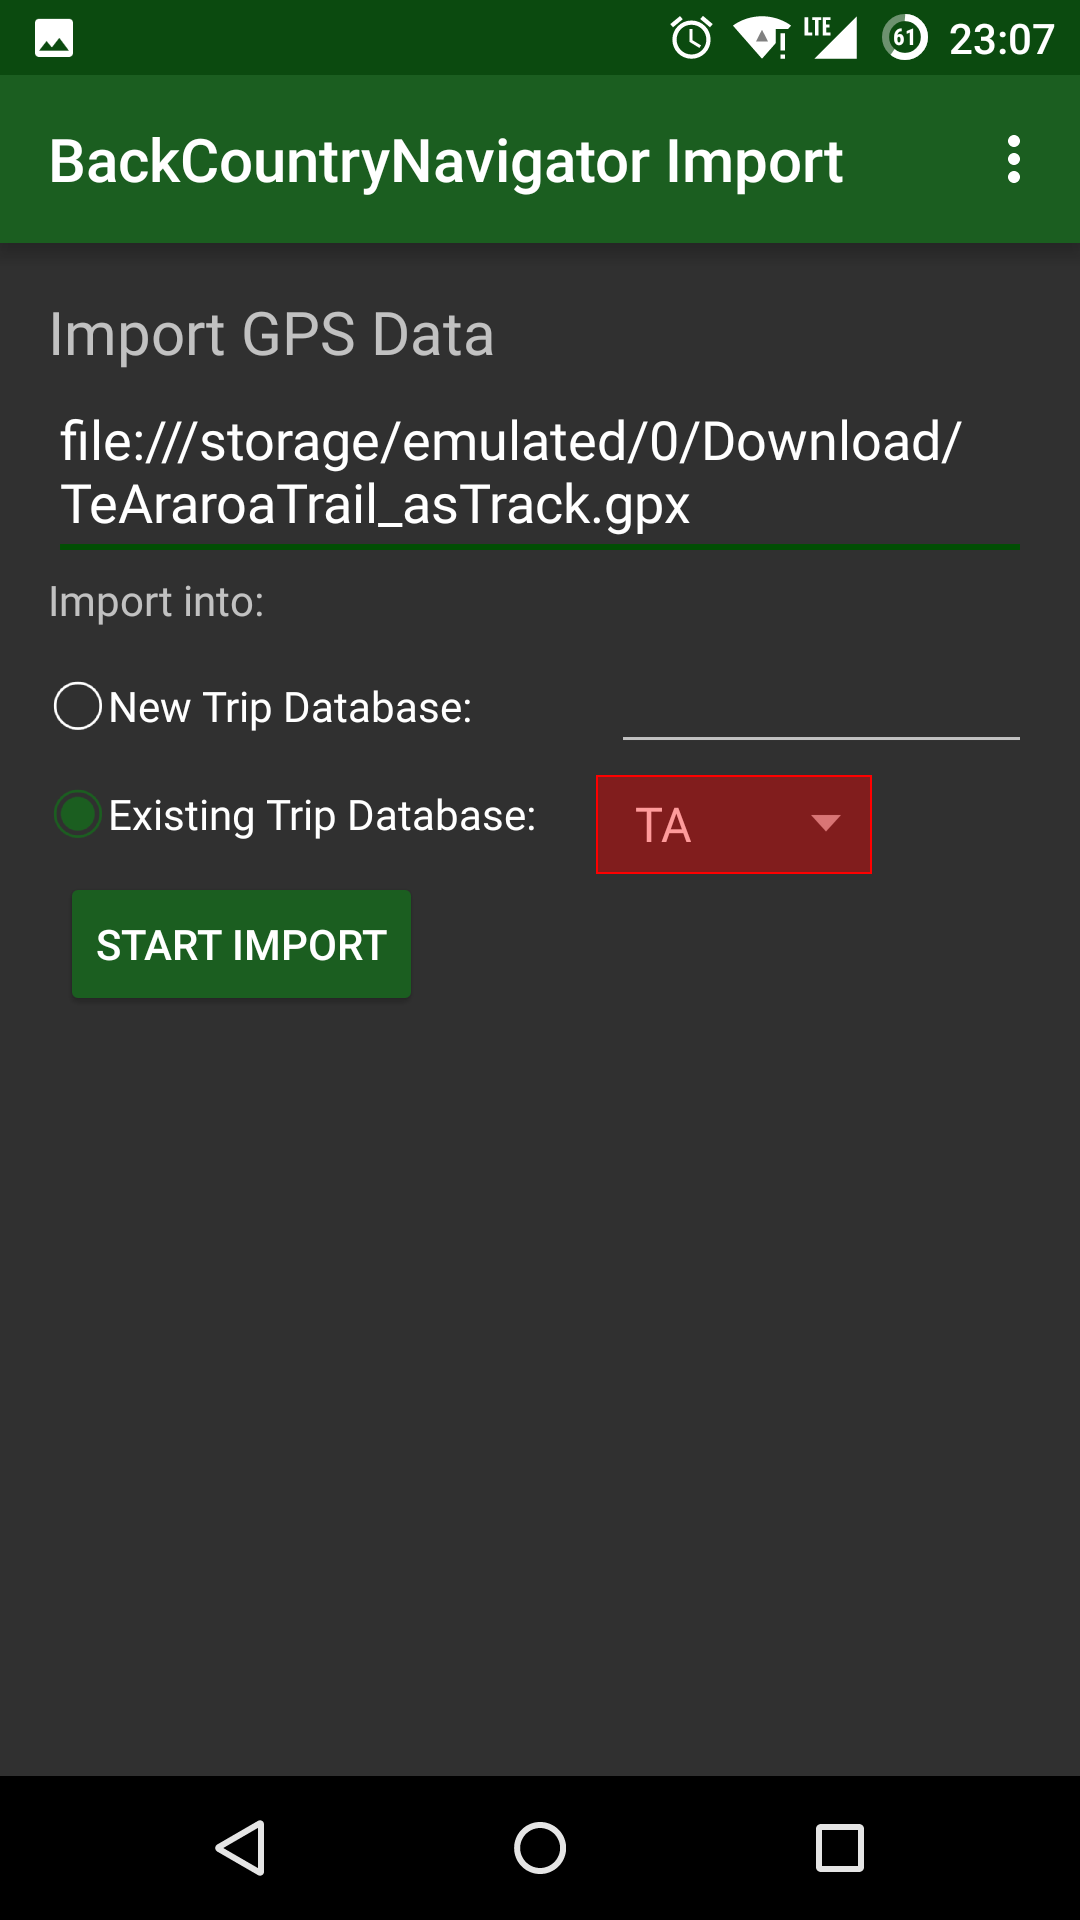 LTE 61 23:07
BackCountryNavigator Import
Import GPS Data
file:///storage/emulated/0/Download/
TeAraroaTrail_asTrack.gpx
Import into:
New Trip Database:
Existing Trip Database: TA
START IMPORT